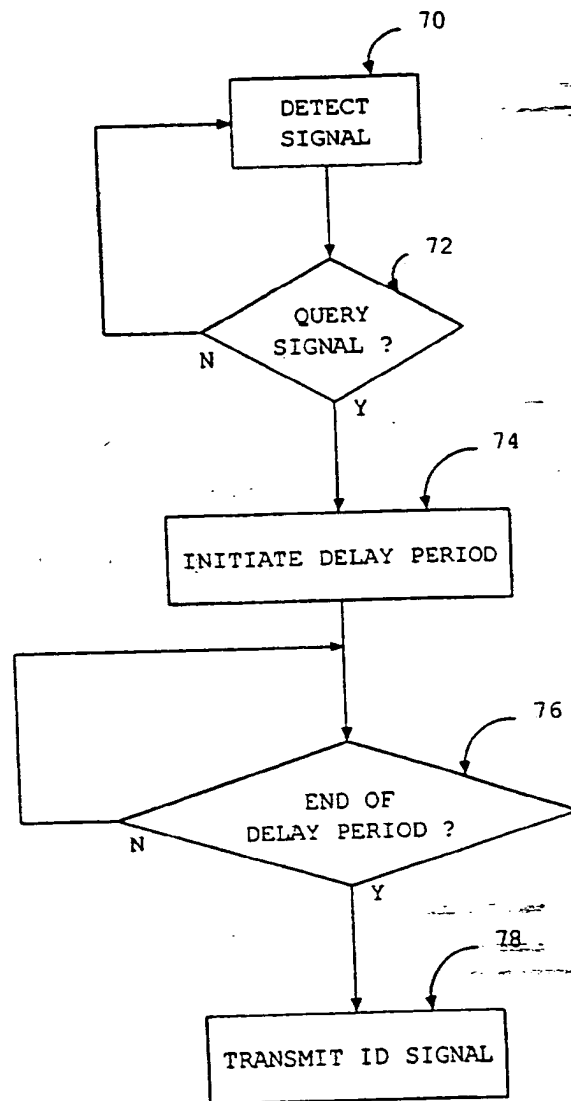 70
DETECT
SIGNAL
72
QUERY
SIGNAL ?
N
Y
74
INITIATE DELAY PERIOD
76
END OF
DELAY PERIOD ?
N
Y
78
TRANSMIT ID SIGNAL